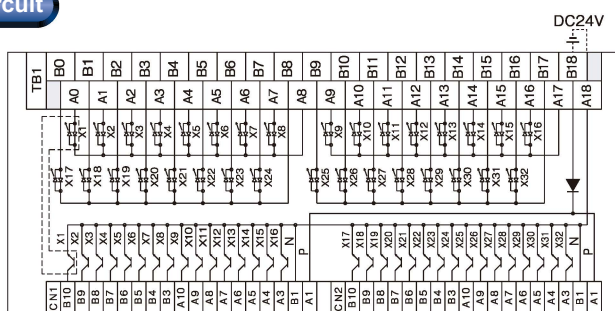 rcuit
DC24V
TB1 B0 B1 B2 B3 B4 B5 B6 B7 B8 B9 B10 B11 B12 B13 B14 B15 B16 B17 B18
A0 A1 A2 A3 A4 A5 A6 A7 A8 A9 A10 A11 A12 A13 A14 A15 A16 A17 A18
X1 X2 X3 X4 X5 X6 X7 X8 X9 X10 X11 X12 X13 X14 X15 X16
X17 X18 X19 X20 X21 X22 X23 X24 X25 X26 X27 X28 X29 X30 X31 X32
X1 X2 X3 X4 X5 X6 X7 X8 X9 X10 X11 X12 X13 X14 X15 X16 N P X17 X18 X19 X20 X21 X22 X23 X24 X25 X26 X27 X28 X29 X30 X31 X32 N P
CN1 B10 B9 B8 B7 B6 B5 B4 B3 A10 A9 A8 A7 A6 A5 A4 A3 B1 A1 CN2 B10 B9 B8 B7 B6 B5 B4 B3 A10 A9 A8 A7 A6 A5 A4 A3 B1 A1